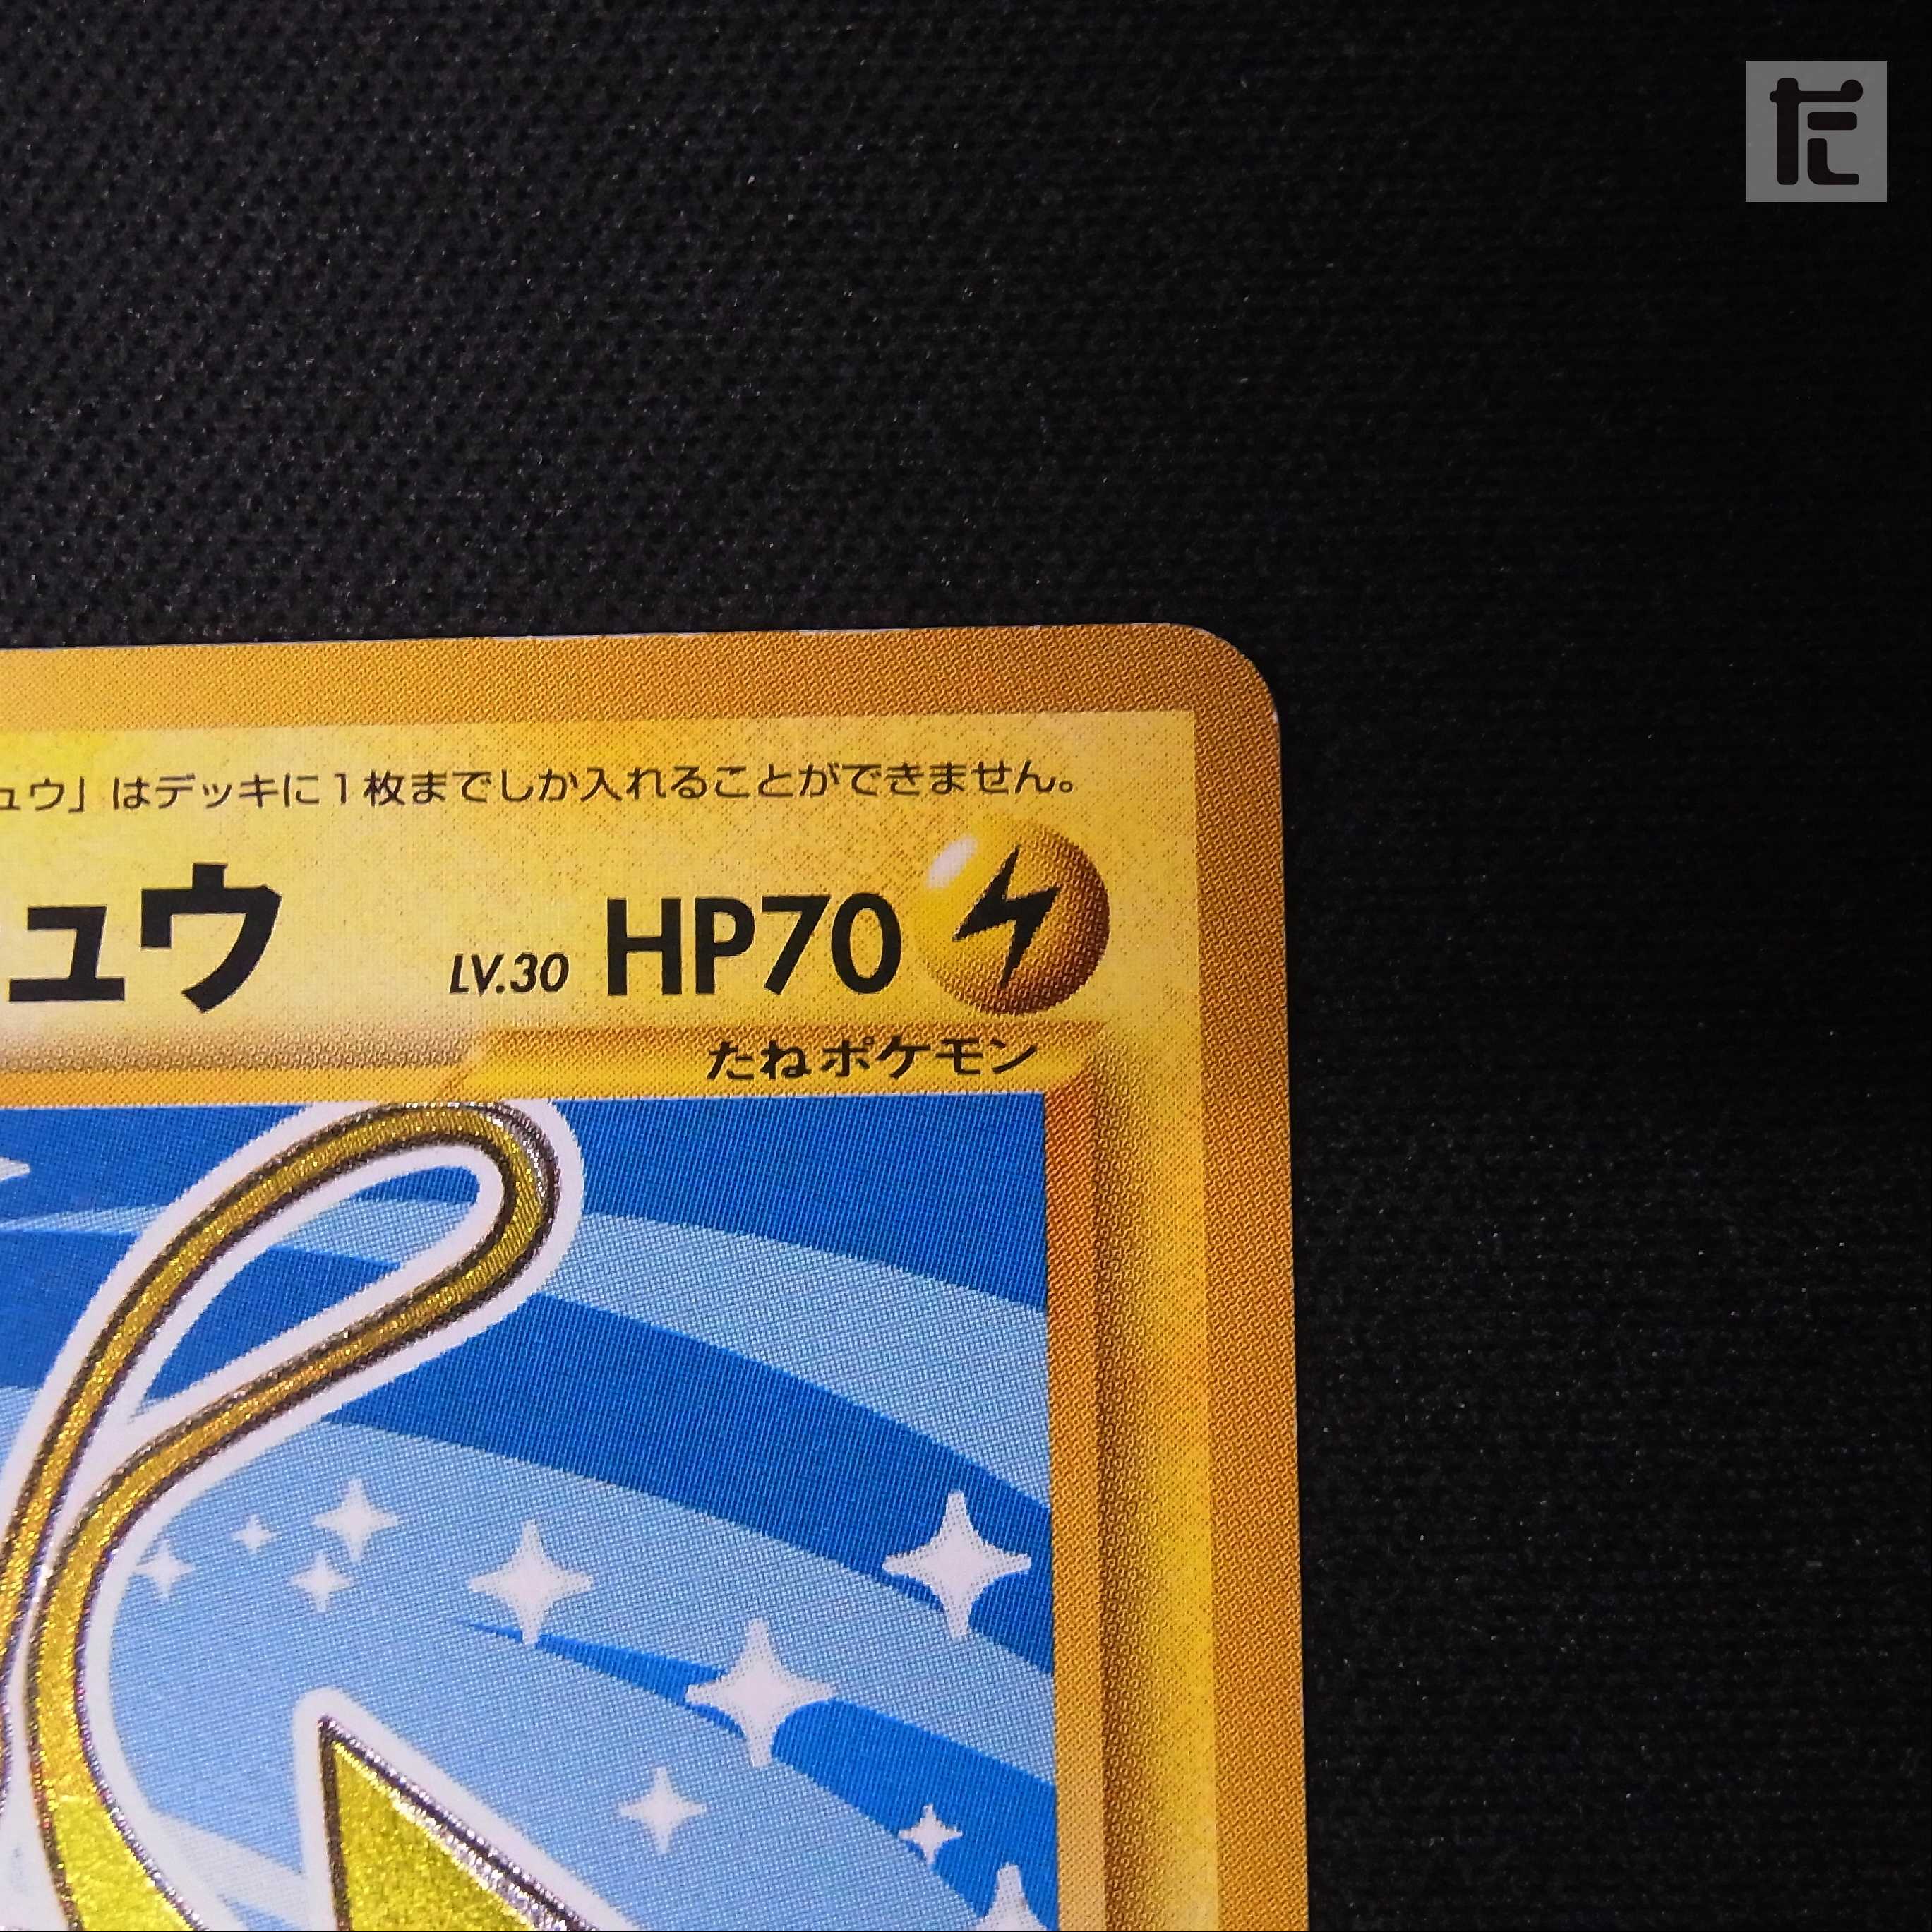 ュウ」はデッキに1枚までしか入れることができません。
ュウ LV.30 HP70
たねポケモン